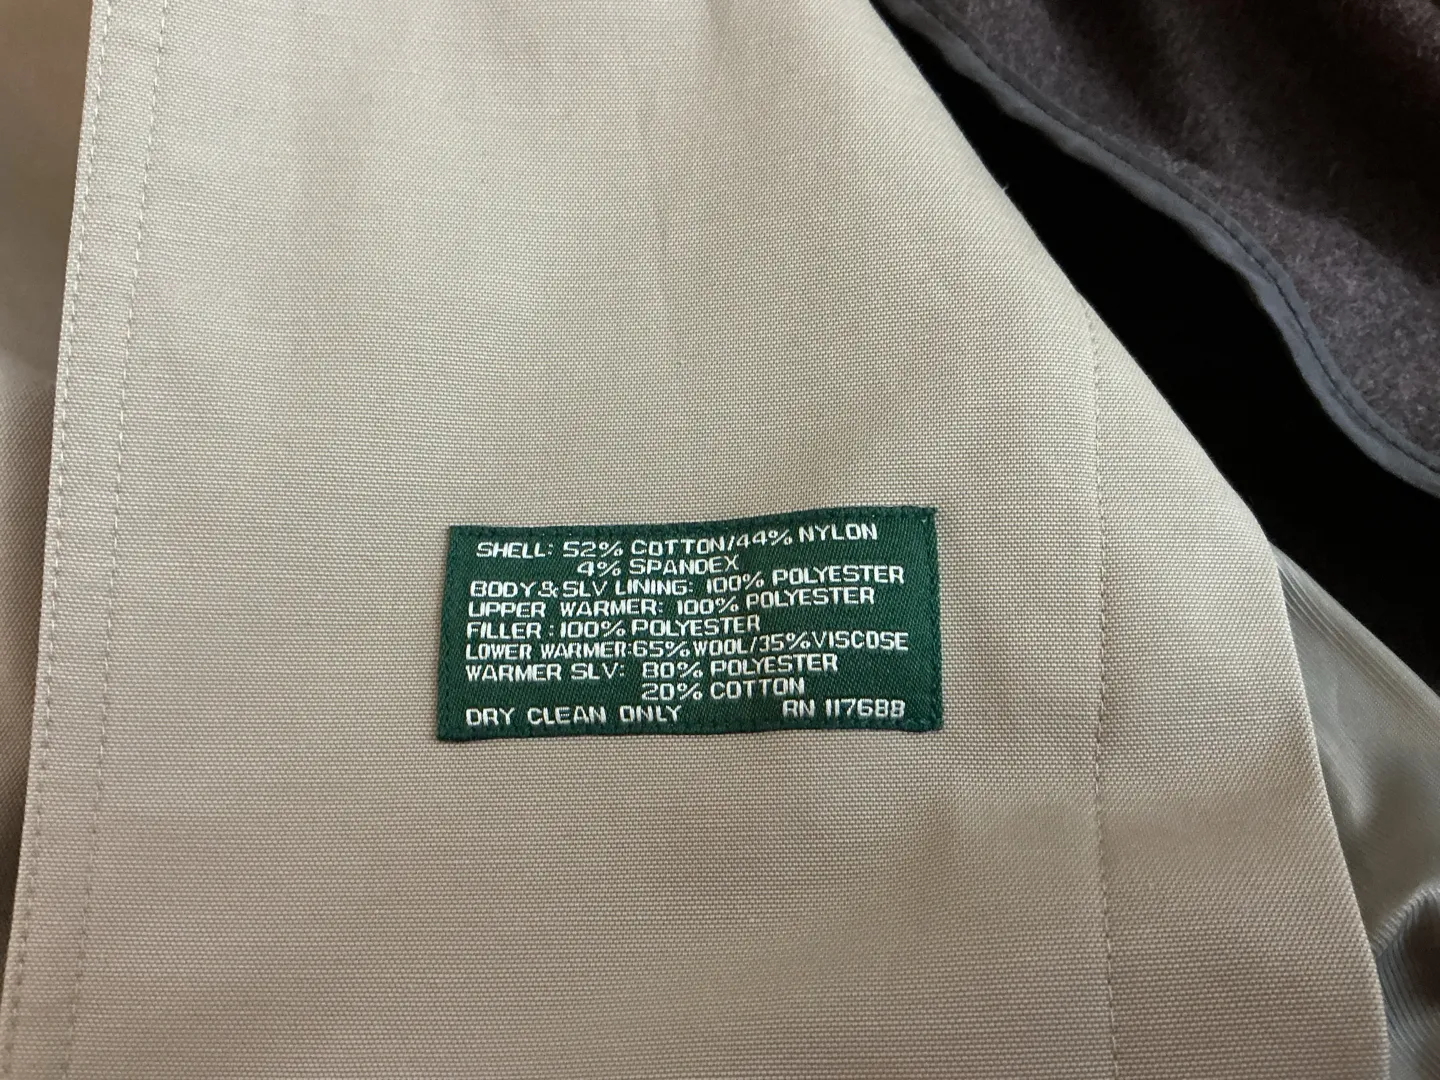 SHELL: 52% COTTON/44% NYLON
4% SPANDEX
BODY & SLV LINING: 100% POLYESTER
UPPER WARMER: 100% POLYESTER
FILLER : 100% POLYESTER
LOWER WARMER:65% WOOL/35% VISCOSE
WARMER SLV: 80% POLYESTER
20% COTTON
DRY CLEAN ONLY RN 117688